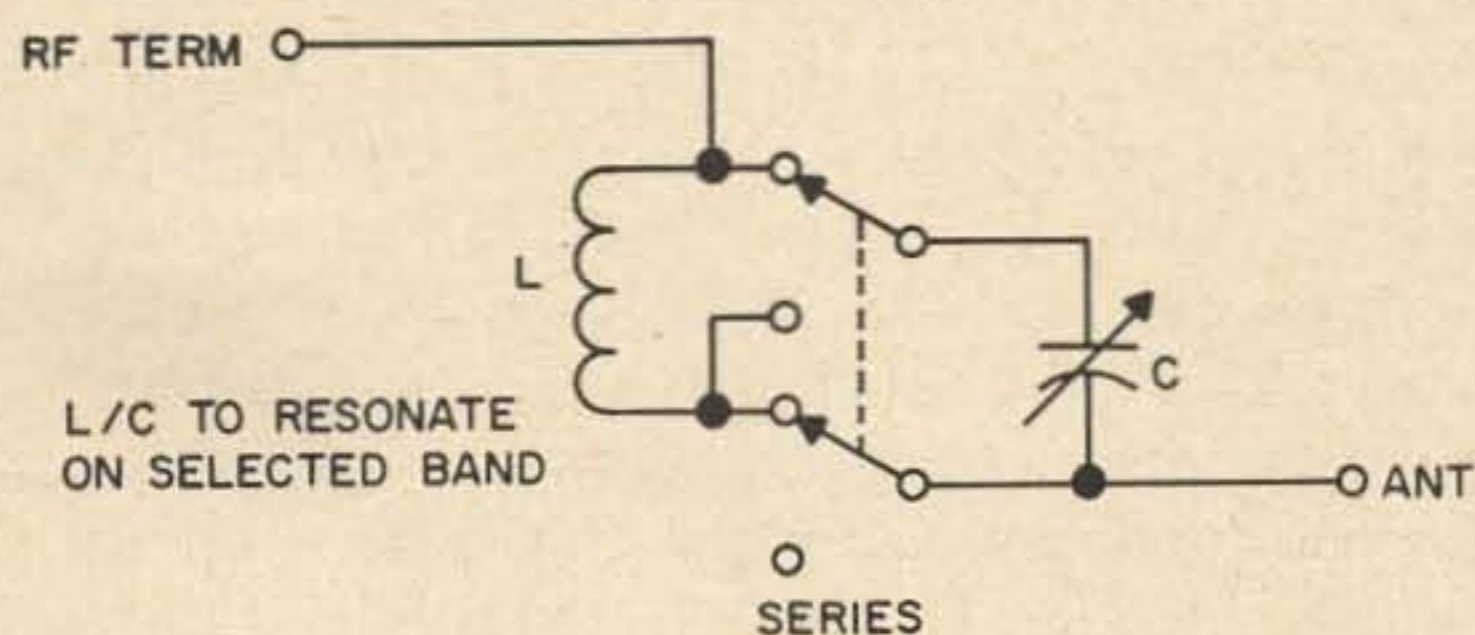 RF TERM
L
C
L/C TO RESONATE
ON SELECTED BAND
ANT
SERIES